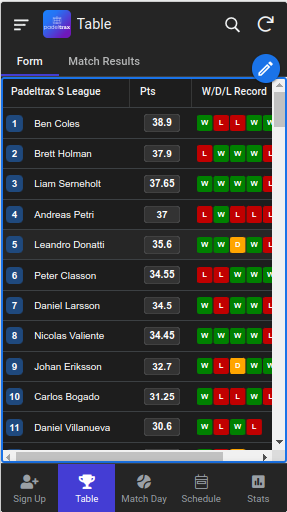 padeltrax
Table
Form Match Results
Padeltrax S League Pts W/D/L Record
1 Ben Coles 38.9 W L L W W
2 Brett Holman 37.9 L W W W L
3 Liam Semeholt 37.65 W W W W L
4 Andreas Petri 37 L W L L L
5 Leandro Donatti 35.6 W W D W L
6 Peter Classon 34.55 L L W W W
7 Daniel Larsson 34.5 W L W W L
8 Nicolas Valiente 34.45 W W W W L
9 Johan Eriksson 32.7 W L D W W
10 Carlos Bogado 31.25 W L L W L
11 Daniel Villanueva 30.6 W L W L
Sign Up Table Match Day Schedule Stats